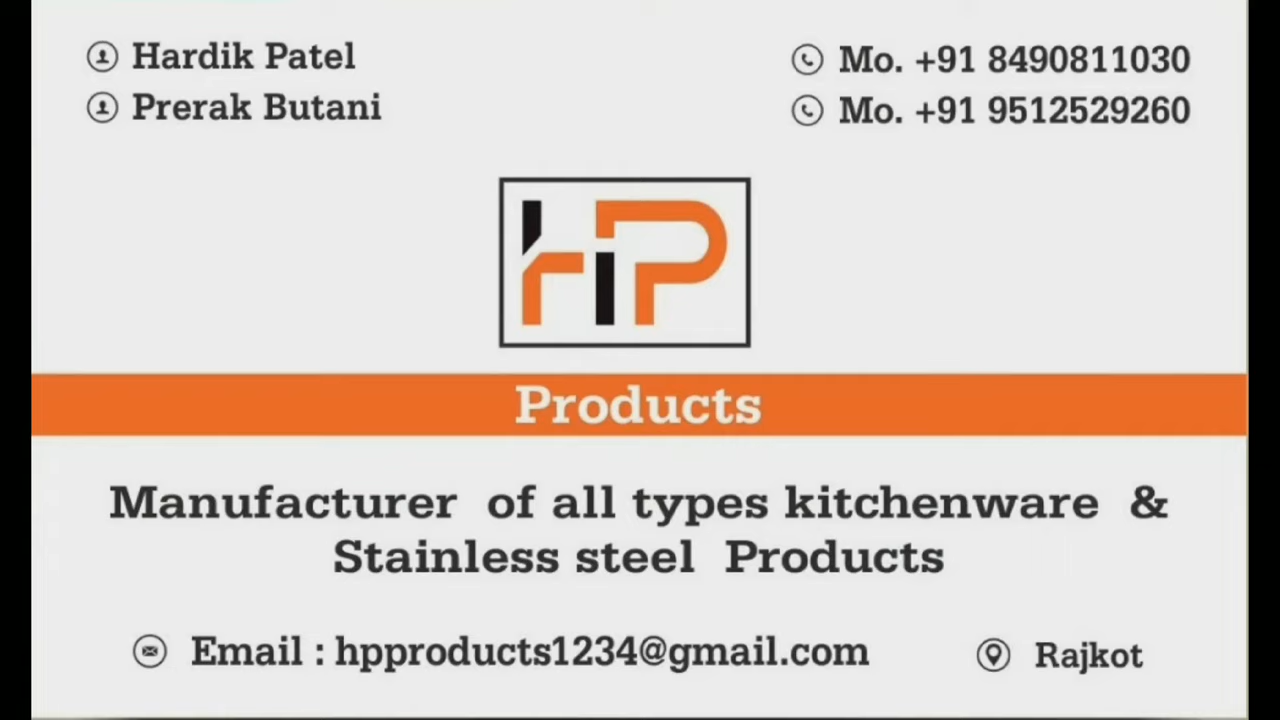 Hardik Patel
Mo. +91 8490811030
Prerak Butani
Mo. +91 9512529260
HP
Products
Manufacturer of all types kitchenware &
Stainless steel Products
Email : hpproducts1234@gmail.com
Rajkot